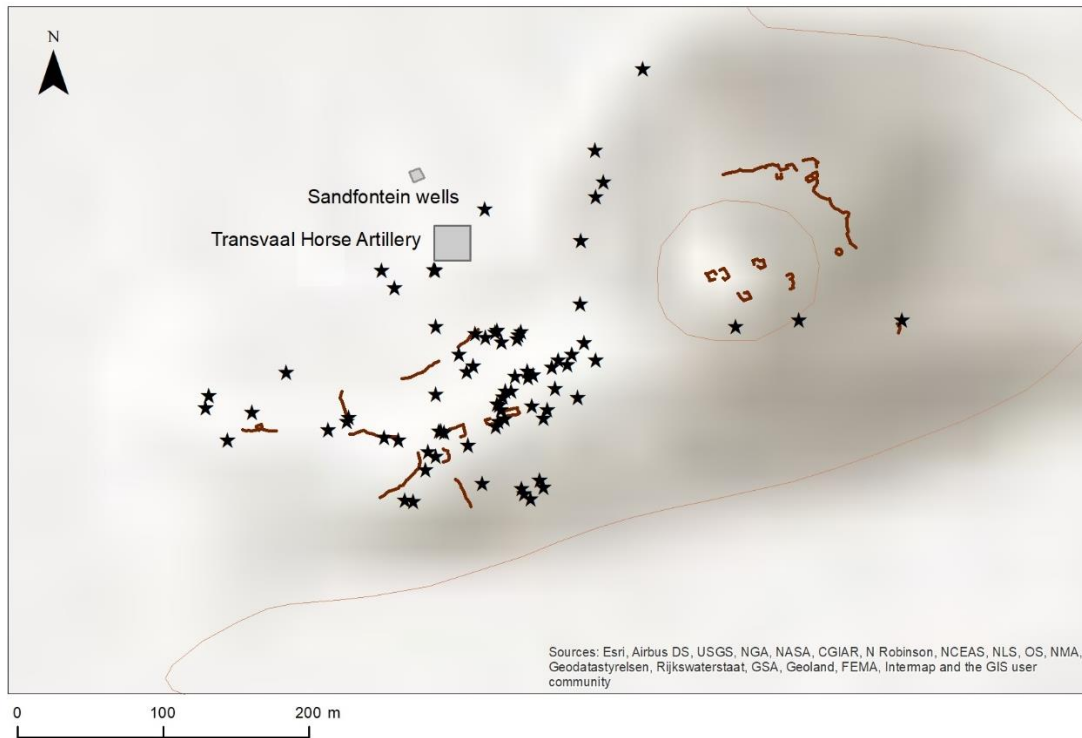 N
Sandfontein wells
Transvaal Horse Artillery
Sources: Esri, Airbus DS, USGS, NGA, NASA, CGIAR, N Robinson, NCEAS, NLS, OS, NMA,
Geodatastyrelsen, Rijkswaterstaat, GSA, Geoland, FEMA, Intermap and the GIS user
community
0 100 200 m